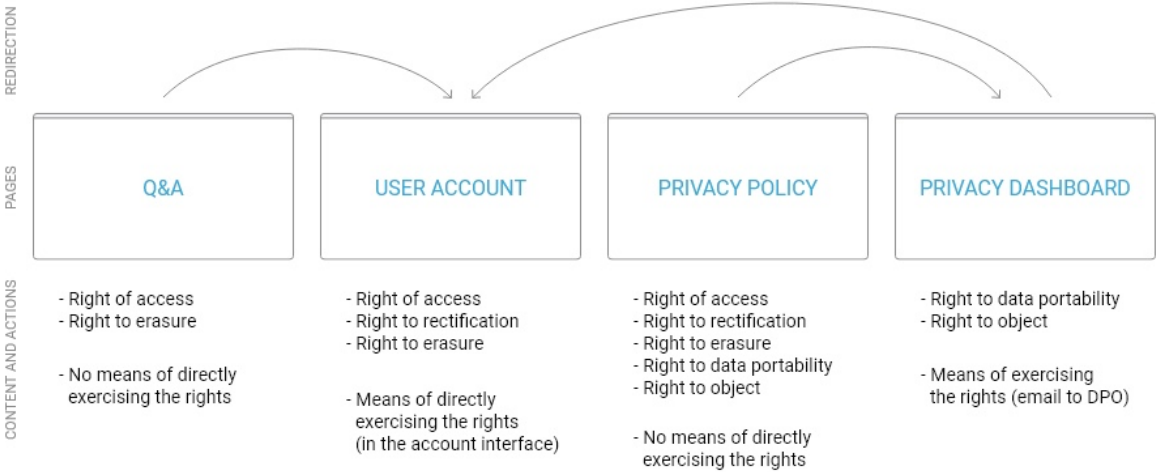 REDIRECTION
PAGES
Q&A
USER ACCOUNT
PRIVACY POLICY
PRIVACY DASHBOARD
CONTENT AND ACTIONS
- Right of access
- Right to erasure
- No means of directly
exercising the rights
- Right of access
- Right to rectification
- Right to erasure
- Means of directly
exercising the rights
(in the account interface)
- Right of access
- Right to rectification
- Right to erasure
- Right to data portability
- Right to object
- No means of directly
exercising the rights
- Right to data portability
- Right to object
- Means of exercising
the rights (email to DPO)